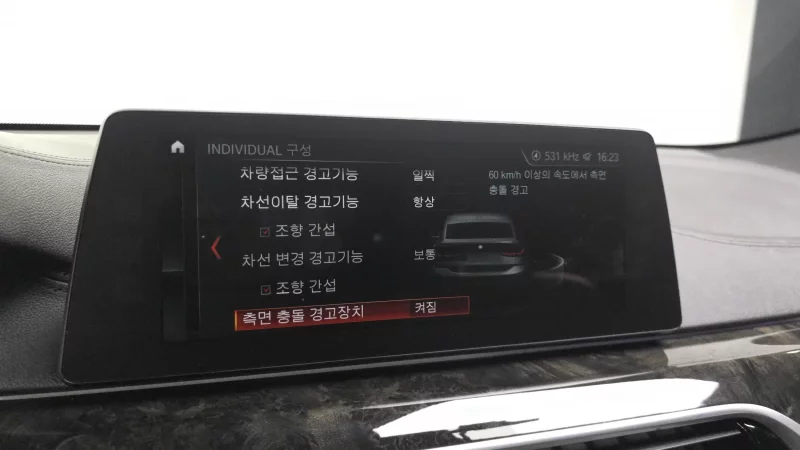 INDIVIDUAL 구성
531 kHz 16:23
차량접근 경고기능 일찍
차선이탈 경고기능 항상
조향 간섭
차선 변경 경고기능 보통
조향 간섭
측면 충돌 경고장치 켜짐
60 km/h 이상의 속도에서 측면
충돌 경고